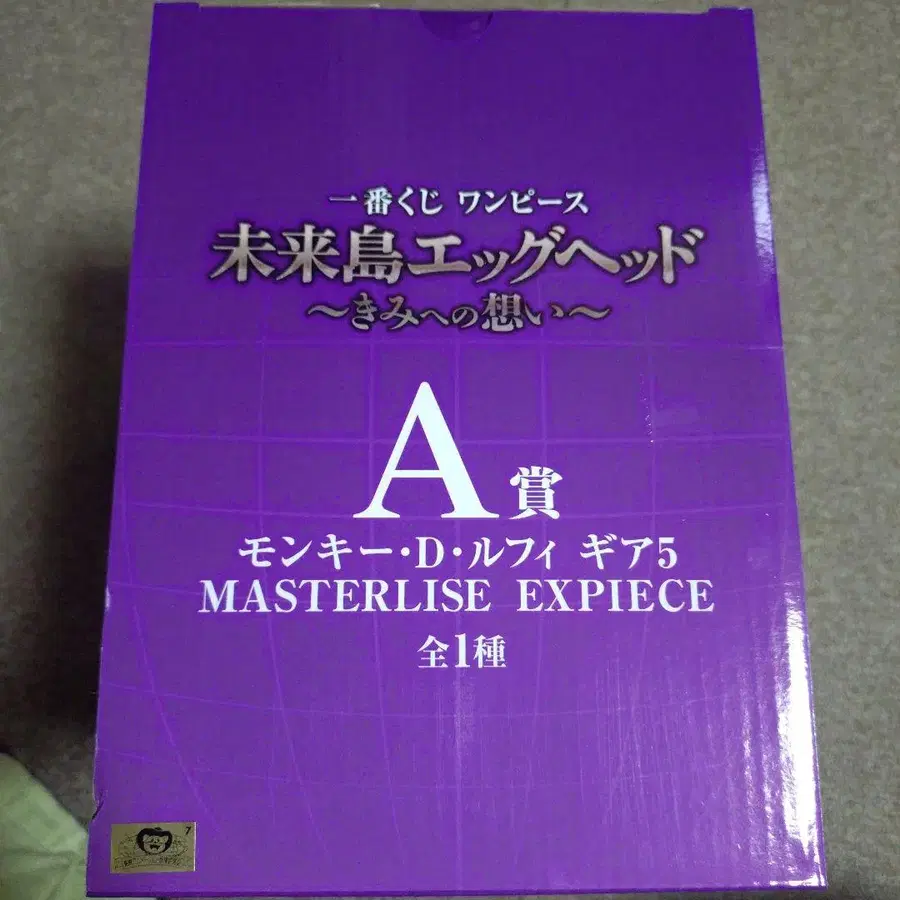 一番くじ ワンピース
未来島エッグヘッド
～きみへの想い～
A賞
モンキー・D・ルフィ ギア5
MASTERLISE EXPIECE
全1種
7